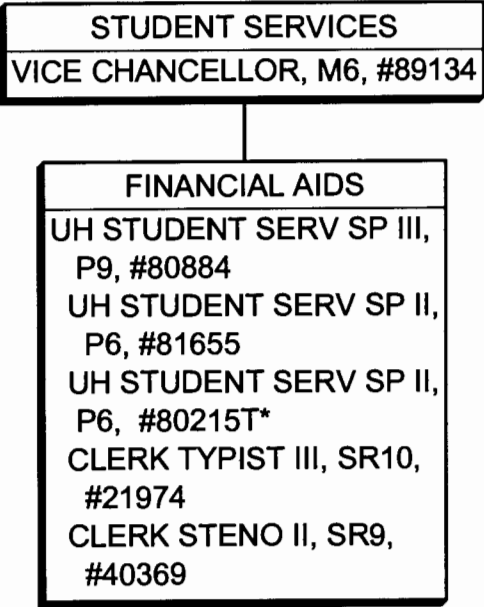 STUDENT SERVICES
VICE CHANCELLOR, M6, #89134
FINANCIAL AIDS
UH STUDENT SERV SP III,
P9, #80884
UH STUDENT SERV SP II,
P6, #81655
UH STUDENT SERV SP II,
P6, #80215T*
CLERK TYPIST III, SR10,
#21974
CLERK STENO II, SR9,
#40369